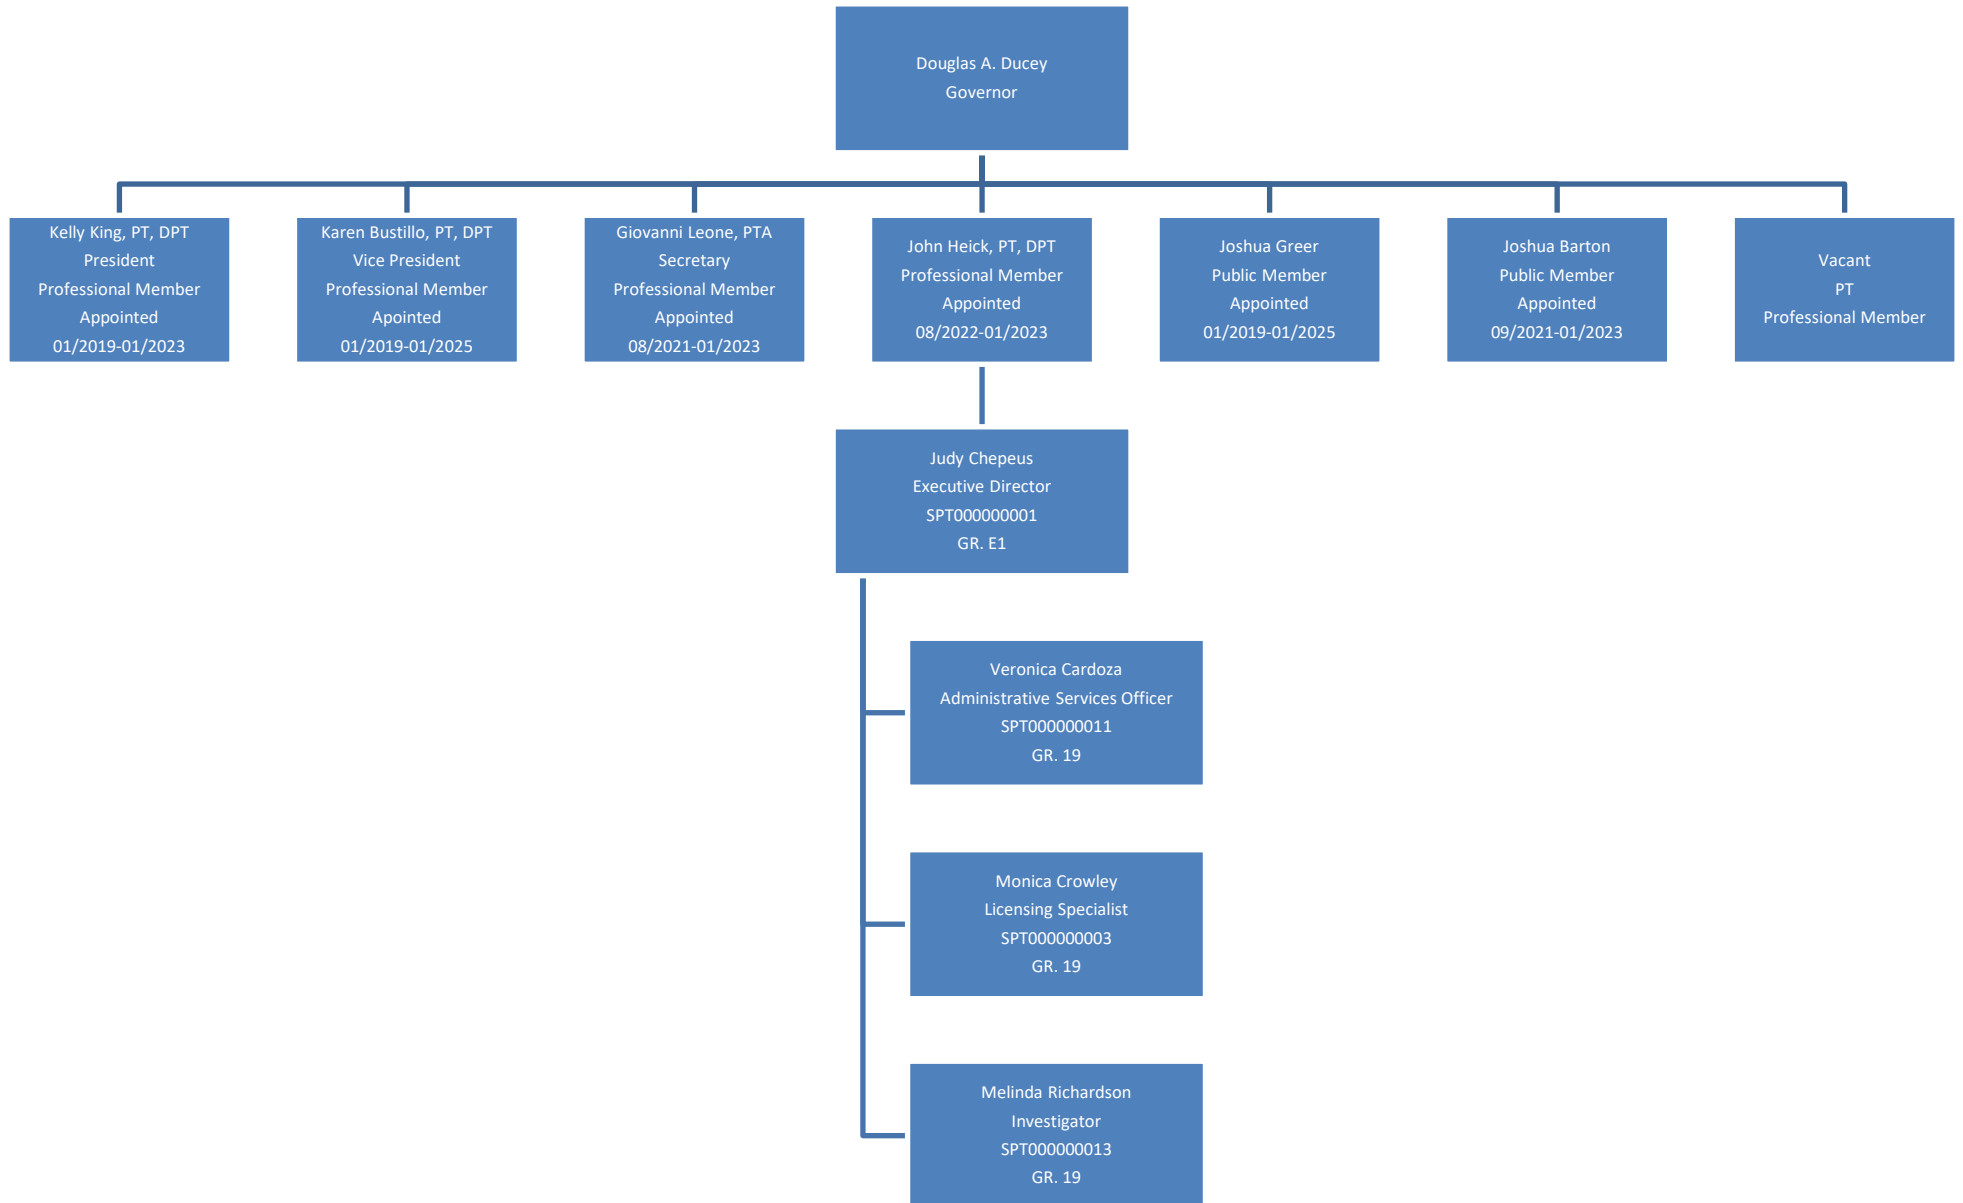 Douglas A. Ducey
Governor
Kelly King, PT, DPT
President
Professional Member
Appointed
01/2019-01/2023
Karen Bustillo, PT, DPT
Vice President
Professional Member
Apointed
01/2019-01/2025
Giovanni Leone, PTA
Secretary
Professional Member
Appointed
08/2021-01/2023
John Heick, PT, DPT
Professional Member
Appointed
08/2022-01/2023
Joshua Greer
Public Member
Appointed
01/2019-01/2025
Joshua Barton
Public Member
Appointed
09/2021-01/2023
Vacant
PT
Professional Member
Judy Chepeus
Executive Director
SPT000000001
GR. E1
Veronica Cardoza
Administrative Services Officer
SPT000000011
GR. 19
Monica Crowley
Licensing Specialist
SPT000000003
GR. 19
Melinda Richardson
Investigator
SPT000000013
GR. 19